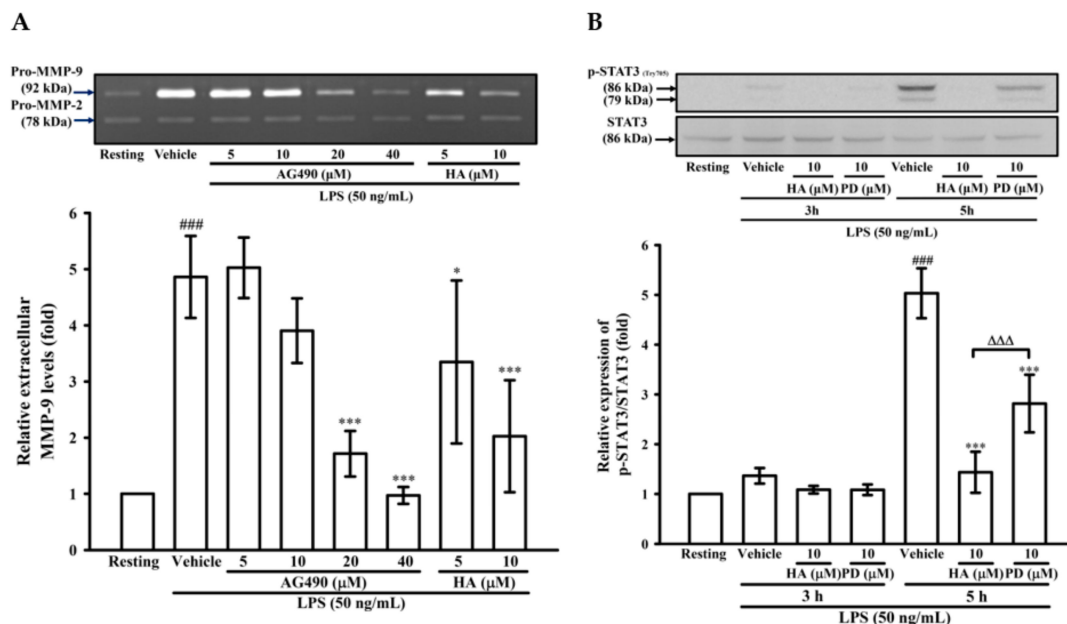 A
Pro-MMP-9
(92 kDa)
Pro-MMP-2
(78 kDa)
Resting Vehicle 5 10 20 40 5 10
AG490 (μM) HA (μM)
LPS (50 ng/mL)
Relative extracellular
MMP-9 levels (fold)
6
5
4
3
2
1
0
###
*
***
***
***
Resting Vehicle 5 10 20 40 5 10
AG490 (μM) HA (μM)
LPS (50 ng/mL)
B
p-STAT3 (Try705)
(86 kDa)
(79 kDa)
STAT3
(86 kDa)
Resting Vehicle 10 10 Vehicle 10 10
HA (μM) PD (μM) HA (μM) PD (μM)
3h 5h
LPS (50 ng/mL)
Relative expression of
p-STAT3/STAT3 (fold)
6
5
4
3
2
1
0
###
ΔΔΔ
***
***
Resting Vehicle 10 10 Vehicle 10 10
HA (μM) PD (μM) HA (μM) PD (μM)
3 h 5 h
LPS (50 ng/mL)